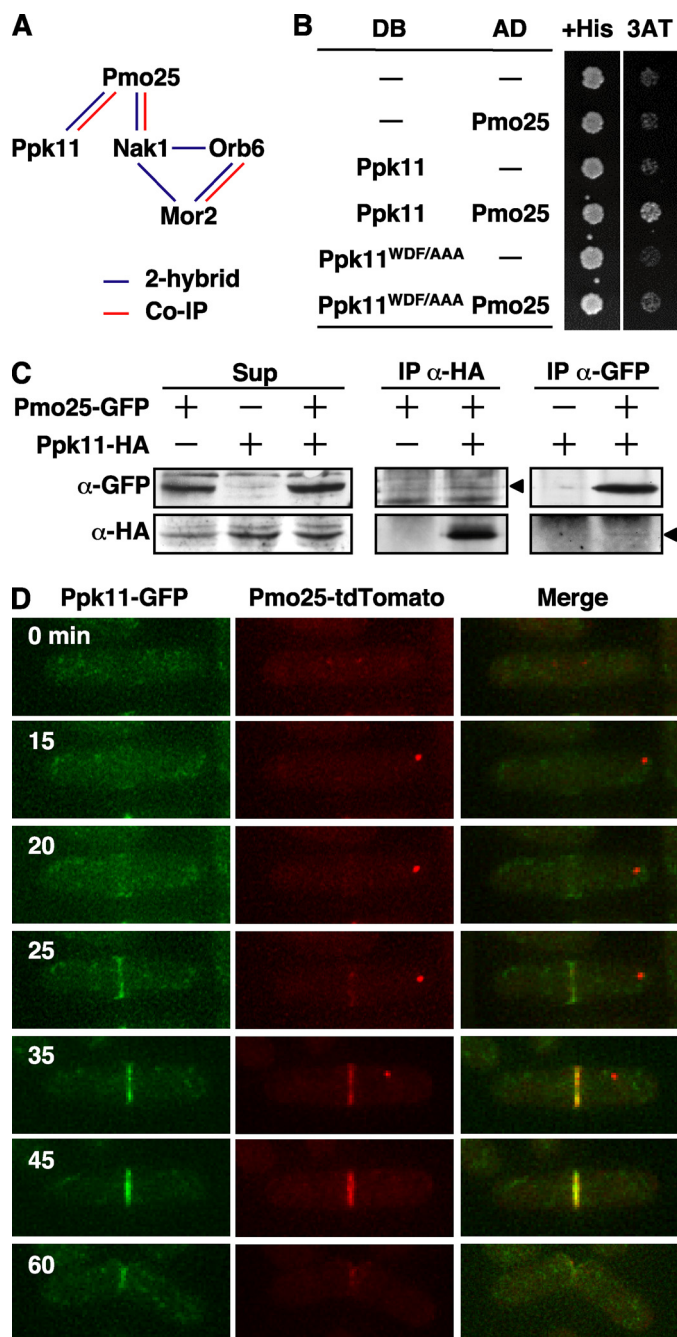 A
Pmo25
Ppk11 Nak1 Orb6
Mor2
2-hybrid
Co-IP
B
DB AD +His 3AT
— —
— Pmo25
Ppk11 —
Ppk11 Pmo25
Ppk11WDF/AAA —
Ppk11WDF/AAA Pmo25
C
Sup IP α-HA IP α-GFP
Pmo25-GFP + — + + + — +
Ppk11-HA — + + — + + +
α-GFP
α-HA
D
Ppk11-GFP Pmo25-tdTomato Merge
0 min
15
20
25
35
45
60